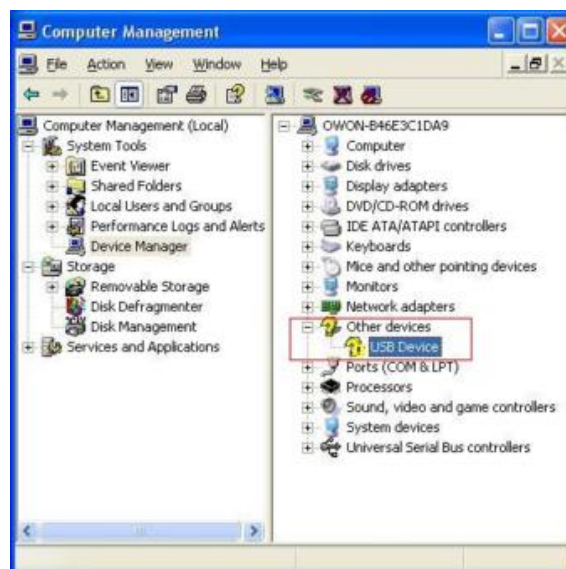 Computer Management
File Action View Window Help
Computer Management (Local)
System Tools
Event Viewer
Shared Folders
Local Users and Groups
Performance Logs and Alerts
Device Manager
Storage
Removable Storage
Disk Defragmenter
Disk Management
Services and Applications
OWON-B46E3C1DA9
Computer
Disk drives
Display adapters
DVD/CD-ROM drives
IDE ATA/ATAPI controllers
Keyboards
Mice and other pointing devices
Monitors
Network adapters
Other devices
USB Device
Ports (COM & LPT)
Processors
Sound, video and game controllers
System devices
Universal Serial Bus controllers